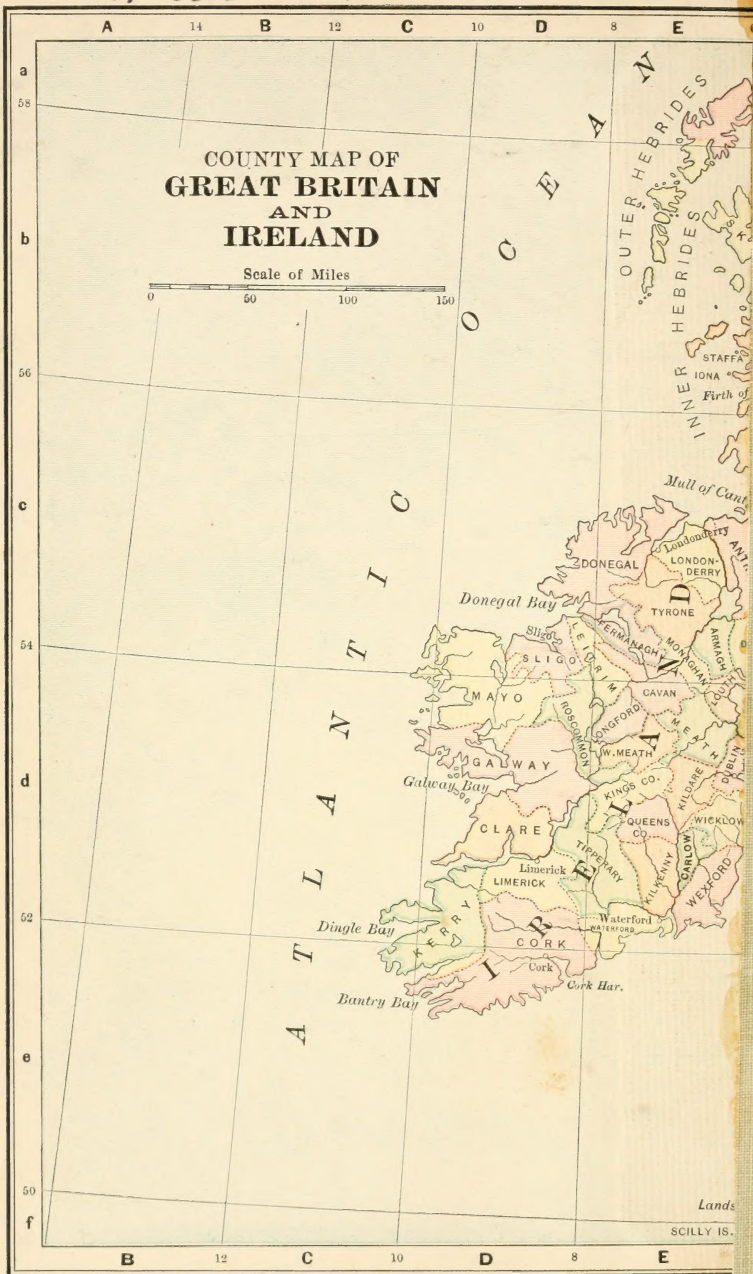 A 14 B 12 C 10 D 8 E
a
58
b
56
c
54
d
52
e
50
f
COUNTY MAP OF
GREAT BRITAIN
AND
IRELAND
Scale of Miles
0 50 100 150
ATLANTIC OCEAN
OUTER HEBRIDES
INNER HEBRIDES
SK
STAFFA
IONA
Firth of
Mull of Cant
Londonderry
DONEGAL
LONDON-
DERRY
ANT
Donegal Bay
TYRONE
FERMANAGH
ARMAGH
MONAGHAN
Sligo
SLIGO
LEITRIM
CAVAN
LOUTH
MAYO
ROSCOMMON
LONGFORD
MEATH
W. MEATH
GALWAY
DUBLIN
Galway Bay
KINGS CO.
KILDARE
CLARE
QUEENS
CO.
WICKLOW
TIPPERARY
CARLOW
Limerick
LIMERICK
KILKENNY
WEXFORD
KERRY
Dingle Bay
Waterford
WATERFORD
CORK
Cork
Cork Har.
Bantry Bay
IRELAND
Lands
SCILLY IS.
B 12 C 10 D 8 E